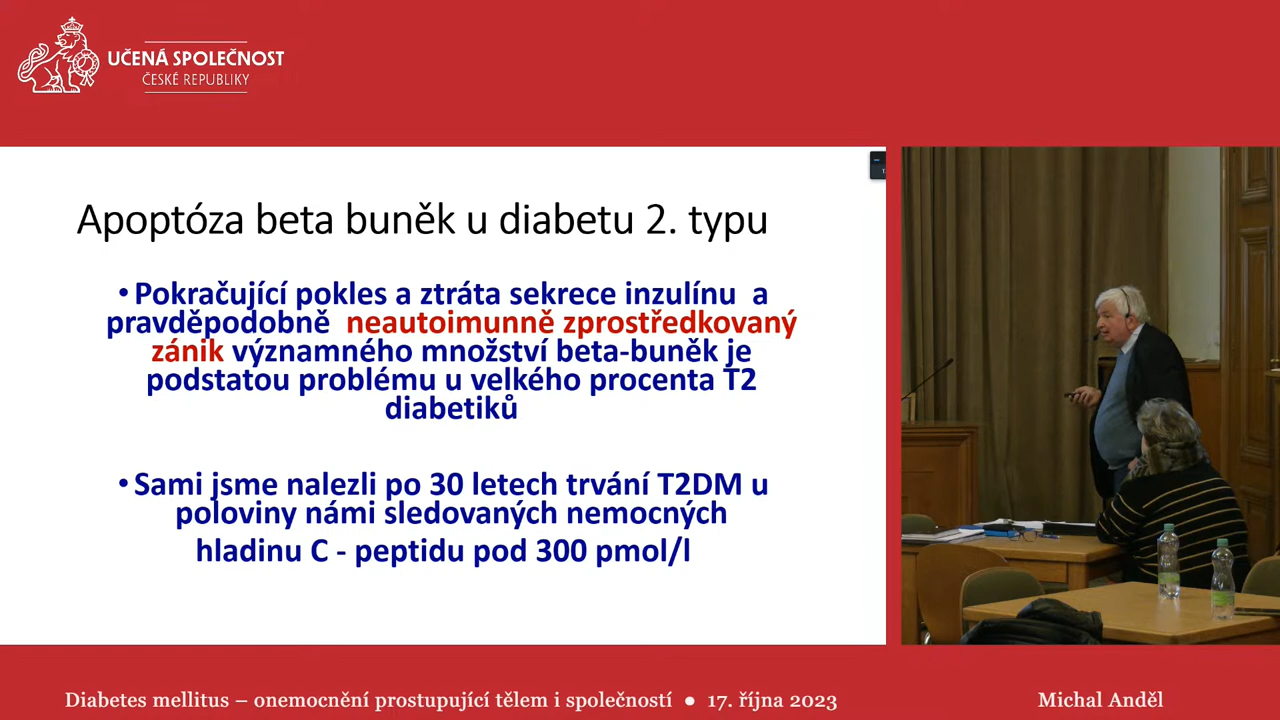 UČENÁ SPOLEČNOST
ČESKÉ REPUBLIKY
Apoptóza beta buněk u diabetu 2. typu
• Pokračující pokles a ztráta sekrece inzulínu a
pravděpodobně neautoimunně zprostředkovaný
zánik významného množství beta-buněk je
podstatou problému u velkého procenta T2
diabetiků
• Sami jsme nalezli po 30 letech trvání T2DM u
poloviny námi sledovaných nemocných
hladinu C - peptidu pod 300 pmol/l
Diabetes mellitus – onemocnění prostupující tělem i společností ● 17. října 2023
Michal Anděl